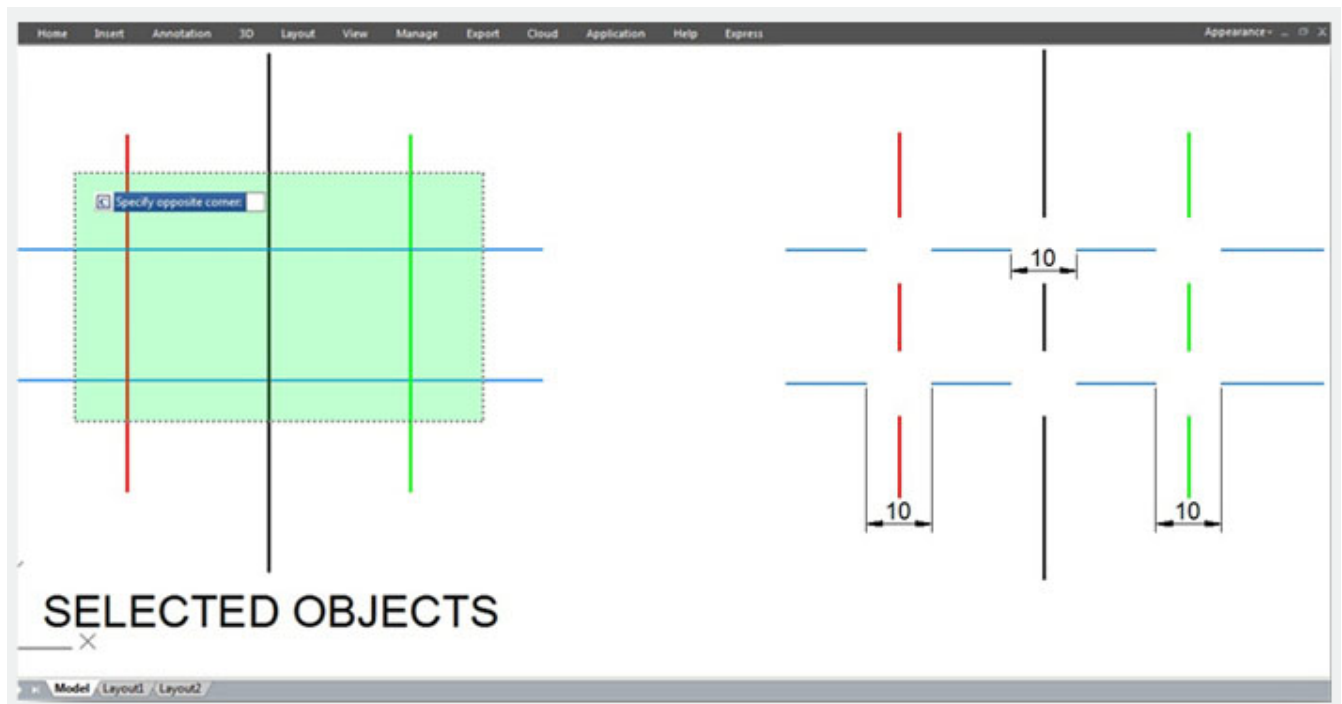 Home Insert Annotation 3D Layout View Manage Export Cloud Application Help Express Appearance
Specify opposite corner:
10
10 10
SELECTED OBJECTS
Model Layout1 Layout2